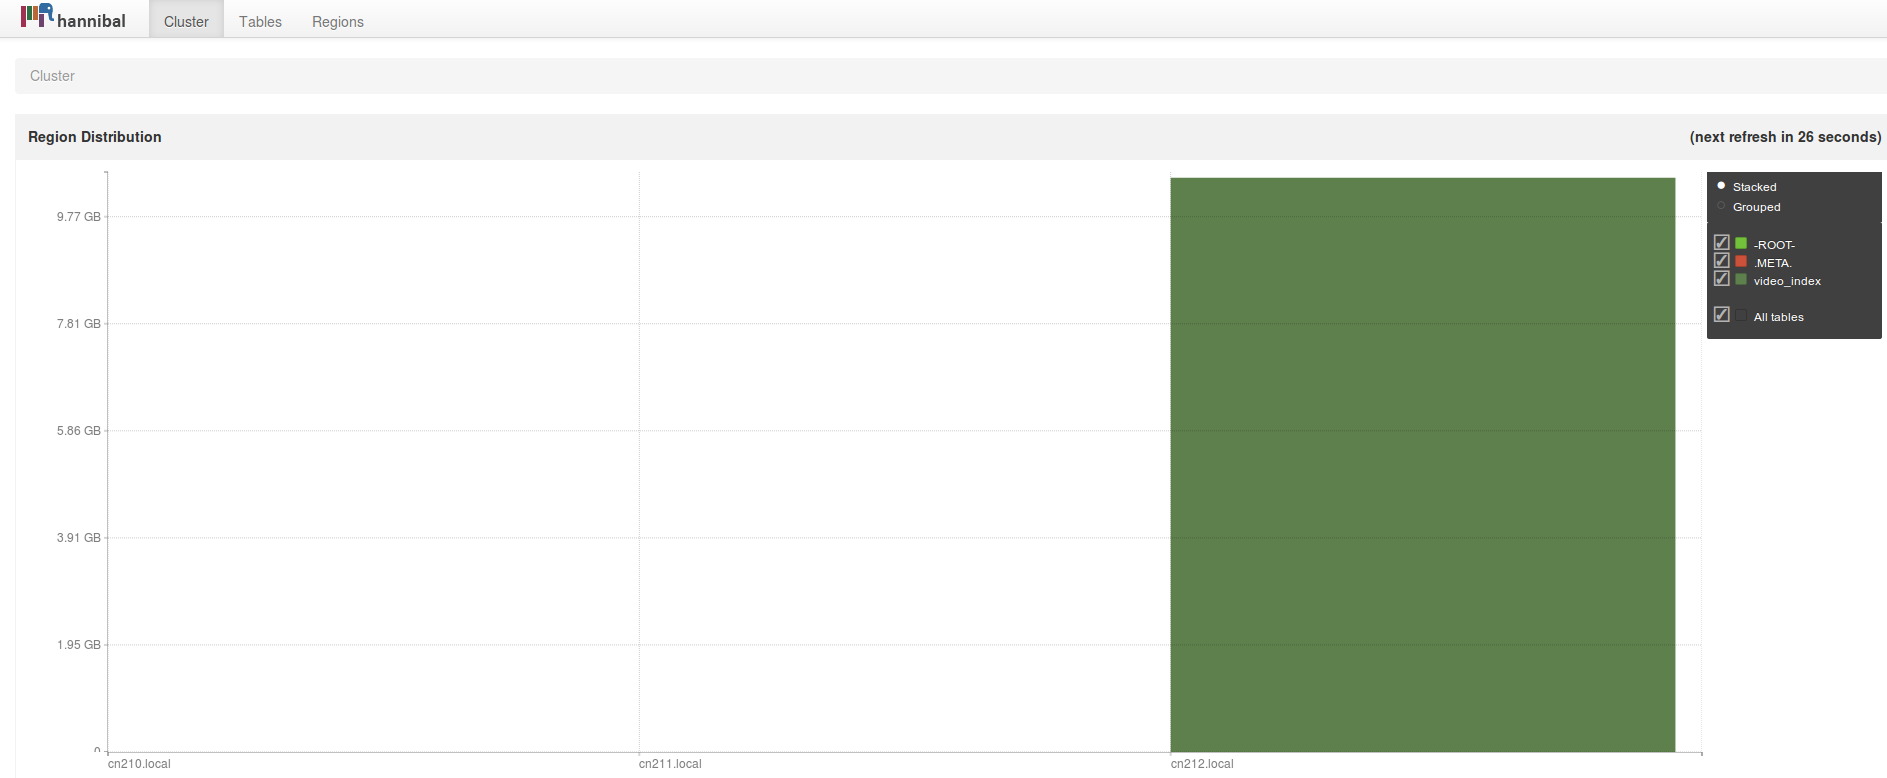 hannibal Cluster Tables Regions
Cluster
Region Distribution (next refresh in 26 seconds)
Stacked
Grouped
-ROOT-
.META.
video_index
All tables
9.77 GB
7.81 GB
5.86 GB
3.91 GB
1.95 GB
0
cn210.local cn211.local cn212.local